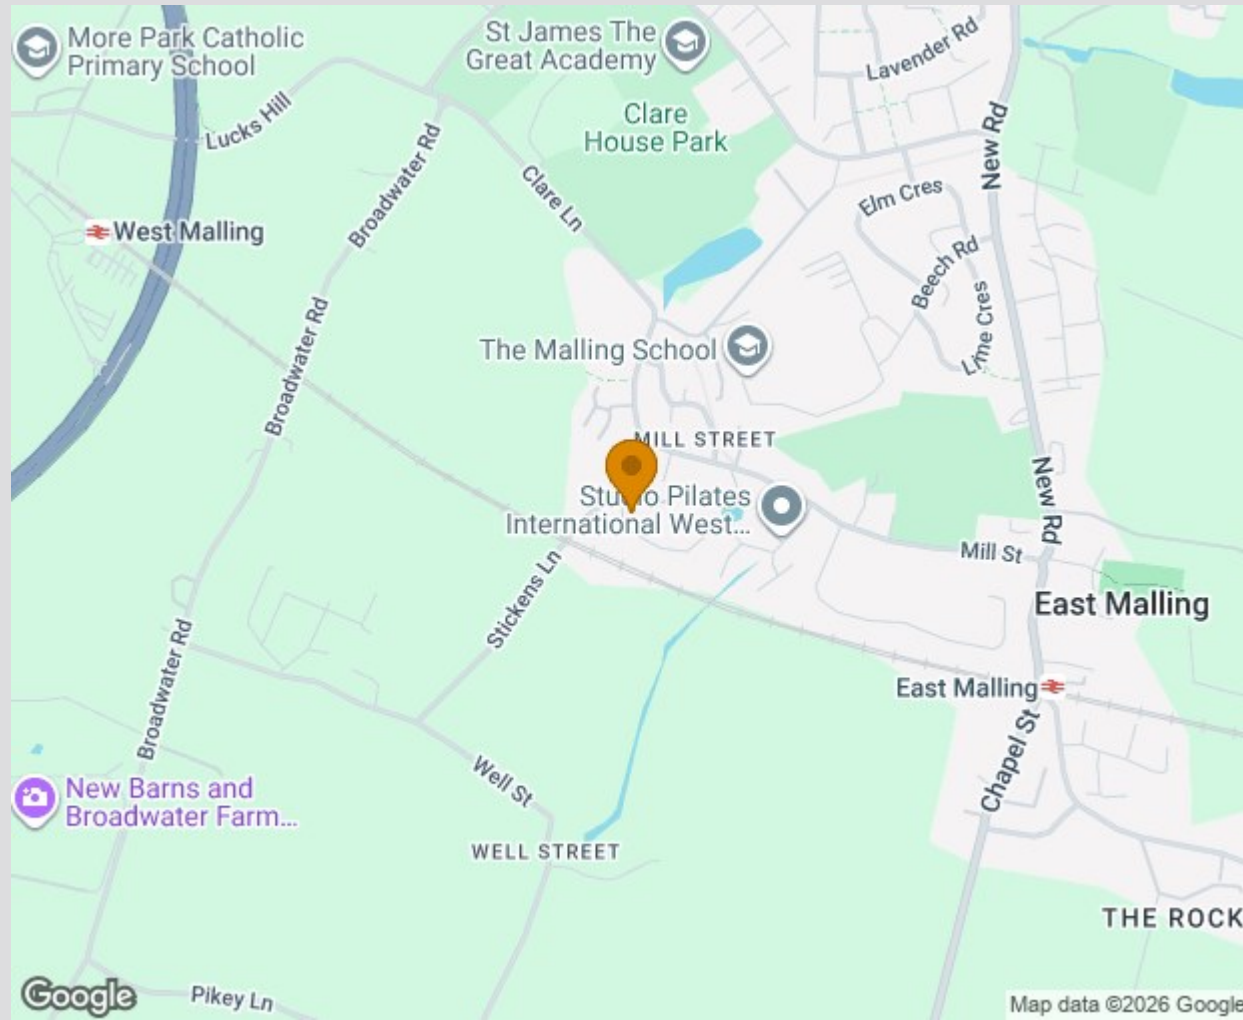 More Park Catholic
Primary School
St James The
Great Academy
Lavender Rd
Lucks Hill
Clare
House Park
New Rd
Broadwater Rd
Clare Ln
Elm Cres
West Malling
Beech Rd
Lime Cres
Broadwater Rd
The Malling School
MILL STREET
New Rd
Studio Pilates
International West...
Mill St
Stickens Ln
East Malling
Broadwater Rd
East Malling
Chapel St
Well St
New Barns and
Broadwater Farm...
WELL STREET
THE ROCK
Pikey Ln
Google
Map data ©2026 Google